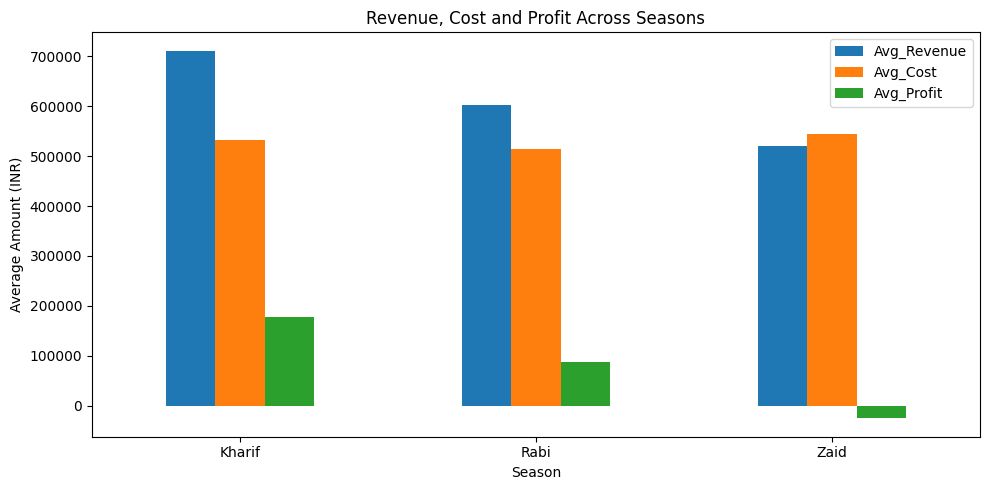 Revenue, Cost and Profit Across Seasons
Avg_Revenue
Avg_Cost
Avg_Profit
Average Amount (INR)
700000
600000
500000
400000
300000
200000
100000
0
Kharif
Rabi
Zaid
Season